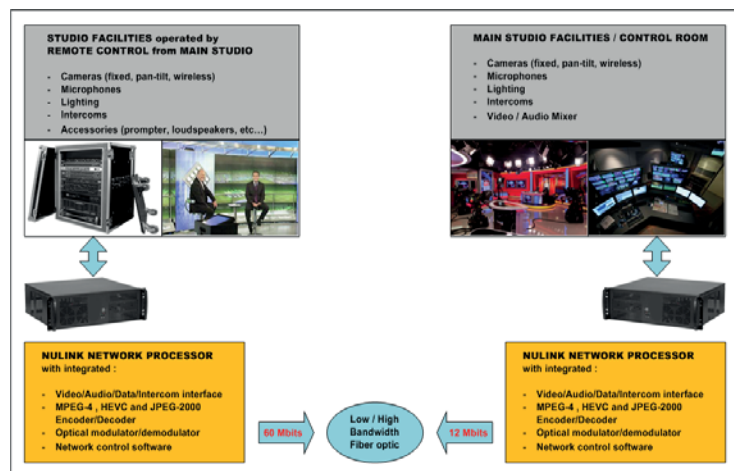 STUDIO FACILITIES operated by
REMOTE CONTROL from MAIN STUDIO
- Cameras (fixed, pan-tilt, wireless)
- Microphones
- Lighting
- Intercoms
- Accessories (prompter, loudspeakers, etc…)
MAIN STUDIO FACILITIES / CONTROL ROOM
- Cameras (fixed, pan-tilt, wireless)
- Microphones
- Lighting
- Intercoms
- Video / Audio Mixer
NULINK NETWORK PROCESSOR
with integrated :
- Video/Audio/Data/Intercom interface
- MPEG-4 , HEVC and JPEG-2000
Encoder/Decoder
- Optical modulator/demodulator
- Network control software
60 Mbits
Low / High
Bandwidth
Fiber optic
12 Mbits
NULINK NETWORK PROCESSOR
with integrated :
- Video/Audio/Data/Intercom interface
- MPEG-4 , HEVC and JPEG-2000
Encoder/Decoder
- Optical modulator/demodulator
- Network control software